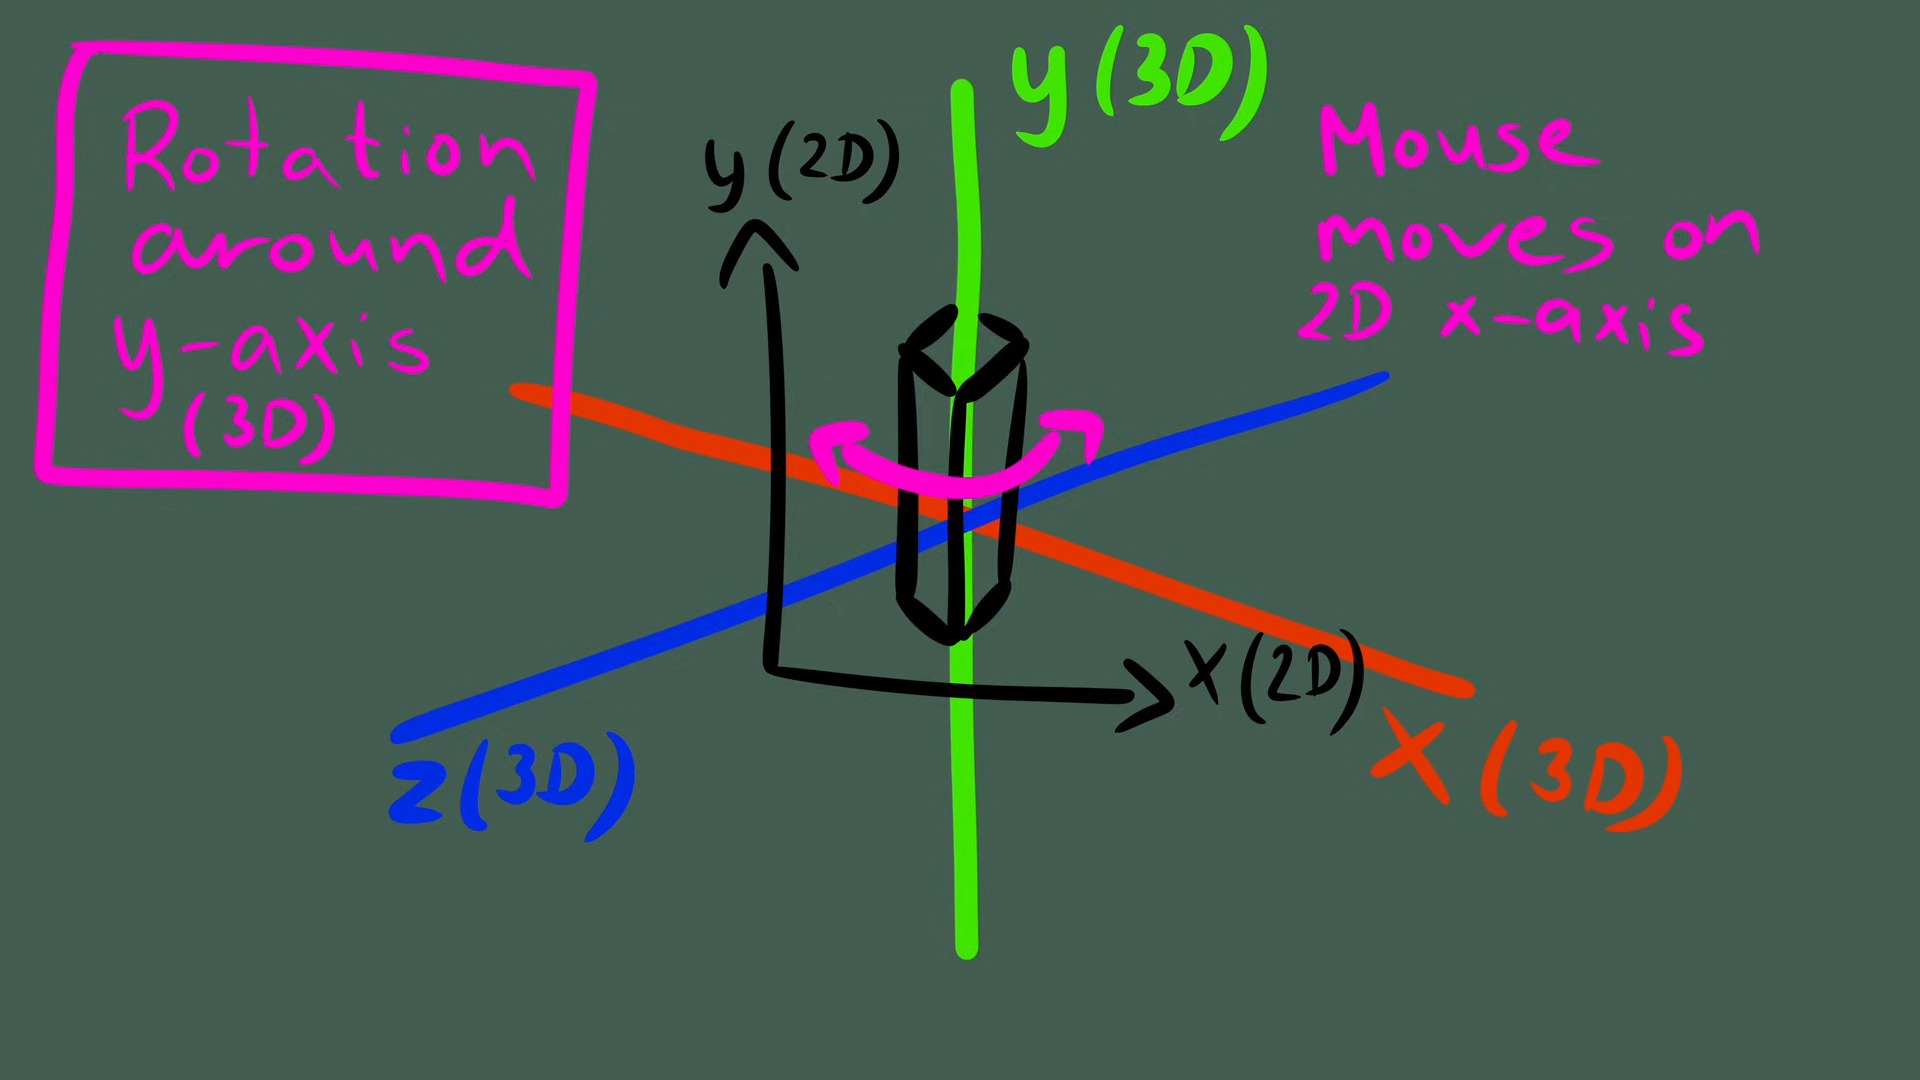 Rotation
around
y-axis
(3D)
y (2D)
y (3D)
Mouse
moves on
2D x-axis
x (2D)
x (3D)
z (3D)